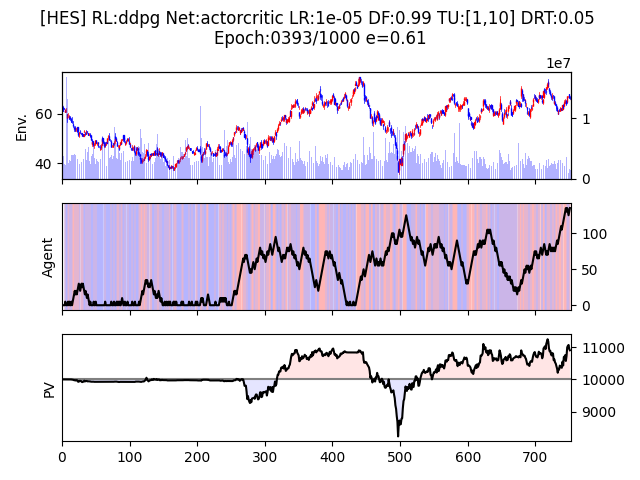 [HES] RL:ddpg Net:actorcritic LR:1e-05 DF:0.99 TU:[1,10] DRT:0.05
Epoch:0393/1000 e=0.61
1e7
Env.
60
40
1
0
Agent
100
50
0
PV
11000
10000
9000
0 100 200 300 400 500 600 700